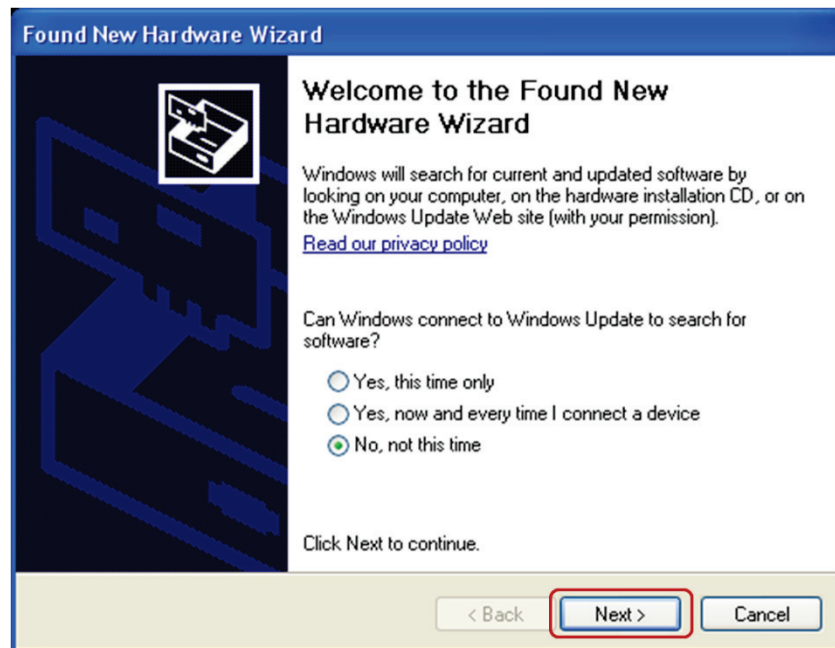 Found New Hardware Wizard
Welcome to the Found New
Hardware Wizard
Windows will search for current and updated software by
looking on your computer, on the hardware installation CD, or on
the Windows Update Web site (with your permission).
Read our privacy policy
Can Windows connect to Windows Update to search for
software?
Yes, this time only
Yes, now and every time I connect a device
No, not this time
Click Next to continue.
< Back Next > Cancel